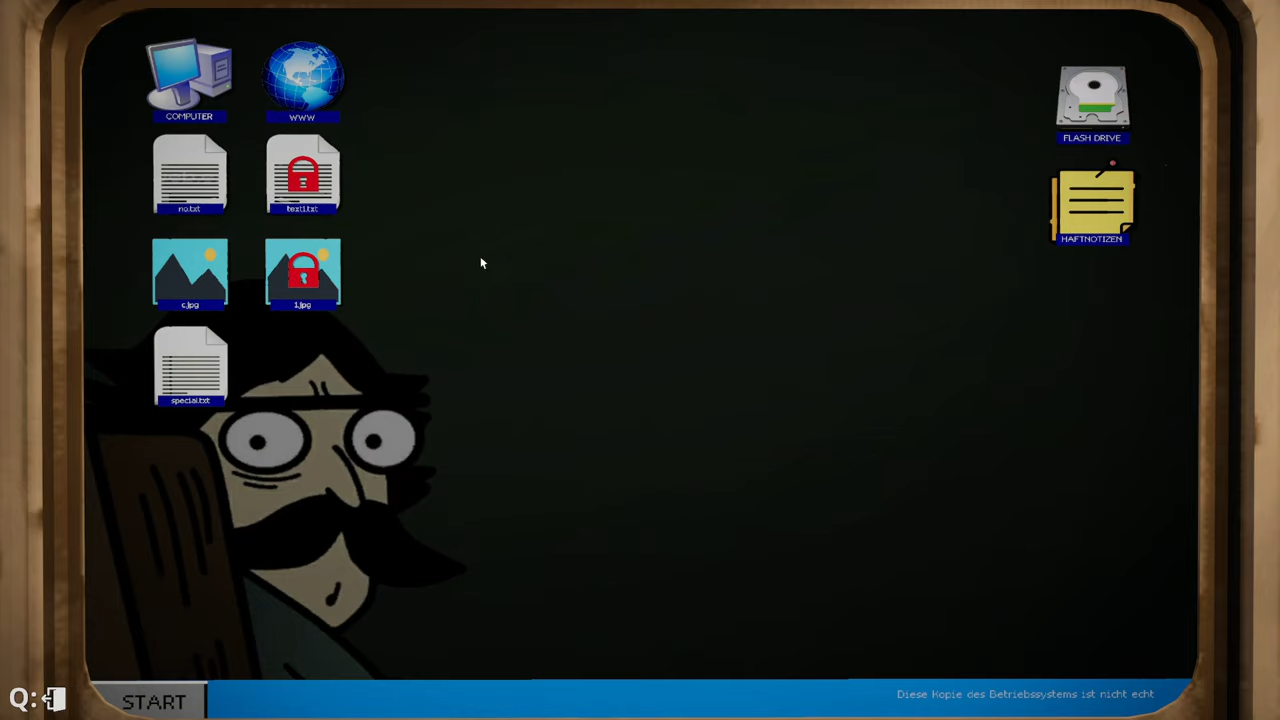 COMPUTER
WWW
FLASH DRIVE
no.txt
text1.txt
HAFTNOTIZEN
c.jpg
1.jpg
special.txt
Q:
START
Diese Kopie des Betriebssystems ist nicht echt